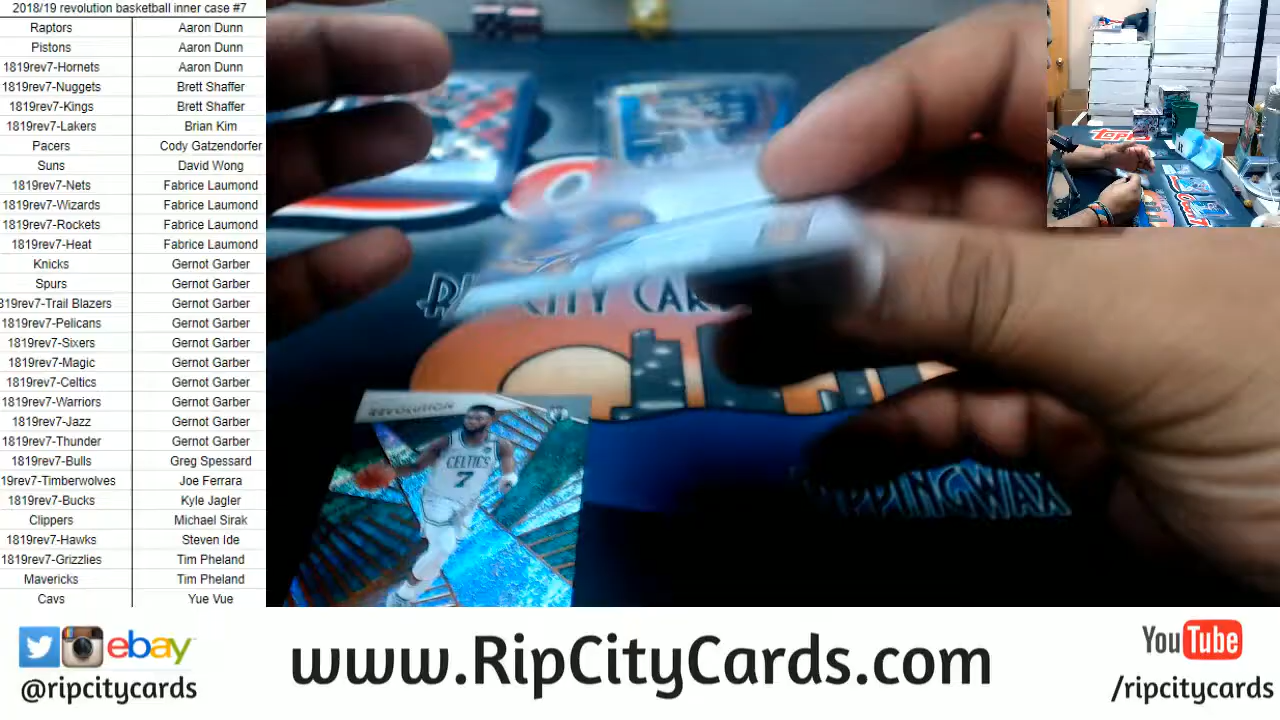 2018/19 revolution basketball inner case #7
Raptors Aaron Dunn
Pistons Aaron Dunn
1819rev7-Hornets Aaron Dunn
1819rev7-Nuggets Brett Shaffer
1819rev7-Kings Brett Shaffer
1819rev7-Lakers Brian Kim
Pacers Cody Gatzendorfer
Suns David Wong
1819rev7-Nets Fabrice Laumond
1819rev7-Wizards Fabrice Laumond
1819rev7-Rockets Fabrice Laumond
1819rev7-Heat Fabrice Laumond
Knicks Gernot Garber
Spurs Gernot Garber
819rev7-Trail Blazers Gernot Garber
1819rev7-Pelicans Gernot Garber
1819rev7-Sixers Gernot Garber
1819rev7-Magic Gernot Garber
1819rev7-Celtics Gernot Garber
1819rev7-Warriors Gernot Garber
1819rev7-Jazz Gernot Garber
1819rev7-Thunder Gernot Garber
1819rev7-Bulls Greg Spessard
19rev7-Timberwolves Joe Ferrara
1819rev7-Bucks Kyle Jagler
Clippers Michael Sirak
1819rev7-Hawks Steven Ide
1819rev7-Grizzlies Tim Pheland
Mavericks Tim Pheland
Cavs Yue Vue
TOPPS
CITY
REVOLUTION
CELTICS
7
ebay
@ripcitycards
www.RipCityCards.com
YouTube
/ripcitycards